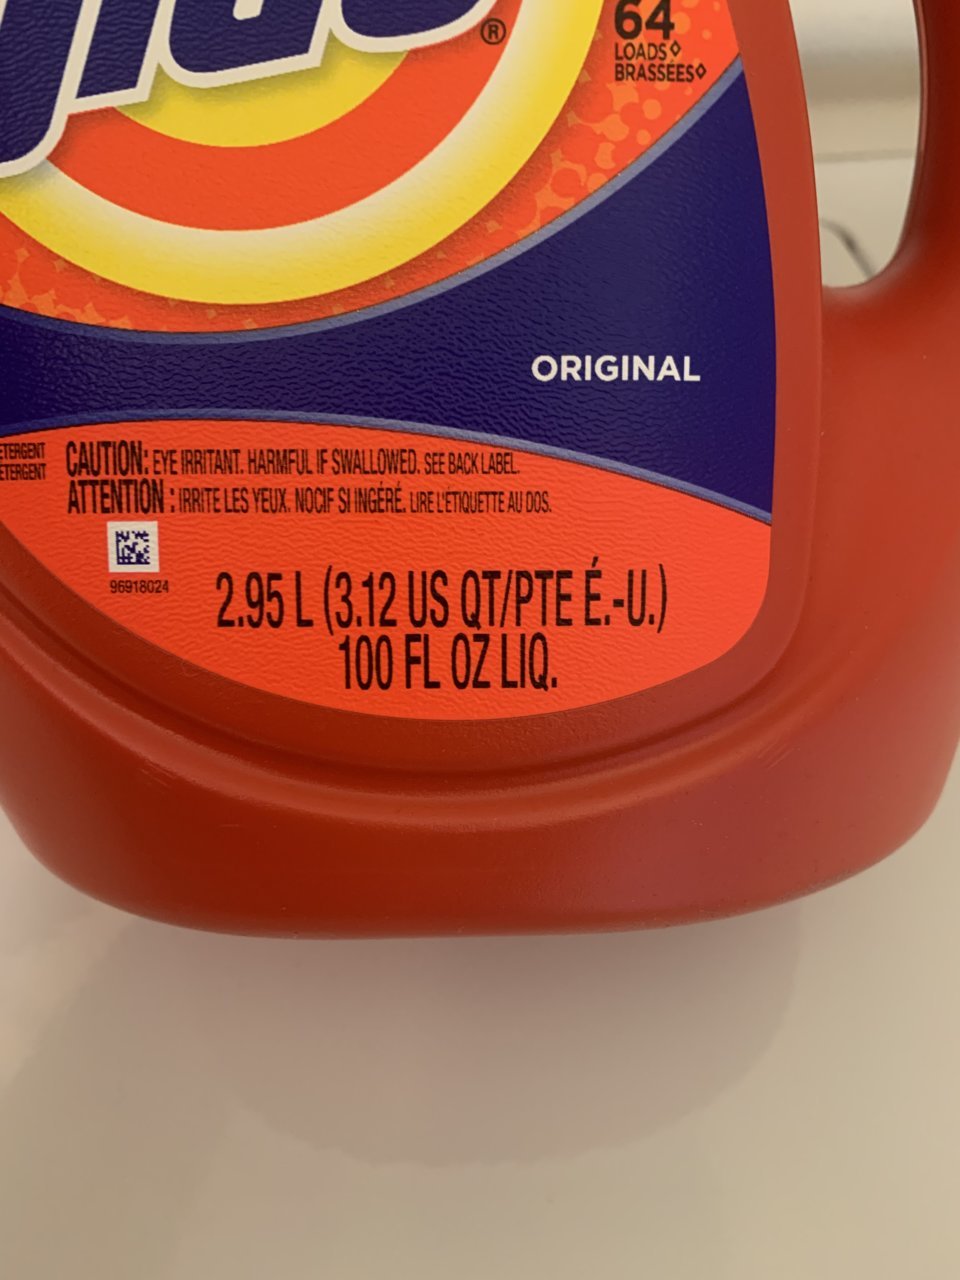 ®
64
LOADS◊
BRASSÉES◊
ORIGINAL
CAUTION: EYE IRRITANT. HARMFUL IF SWALLOWED. SEE BACK LABEL.
ATTENTION : IRRITE LES YEUX. NOCIF SI INGÉRÉ. LIRE L'ÉTIQUETTE AU DOS.
96918024
2.95 L (3.12 US QT/PTE É.-U.)
100 FL OZ LIQ.